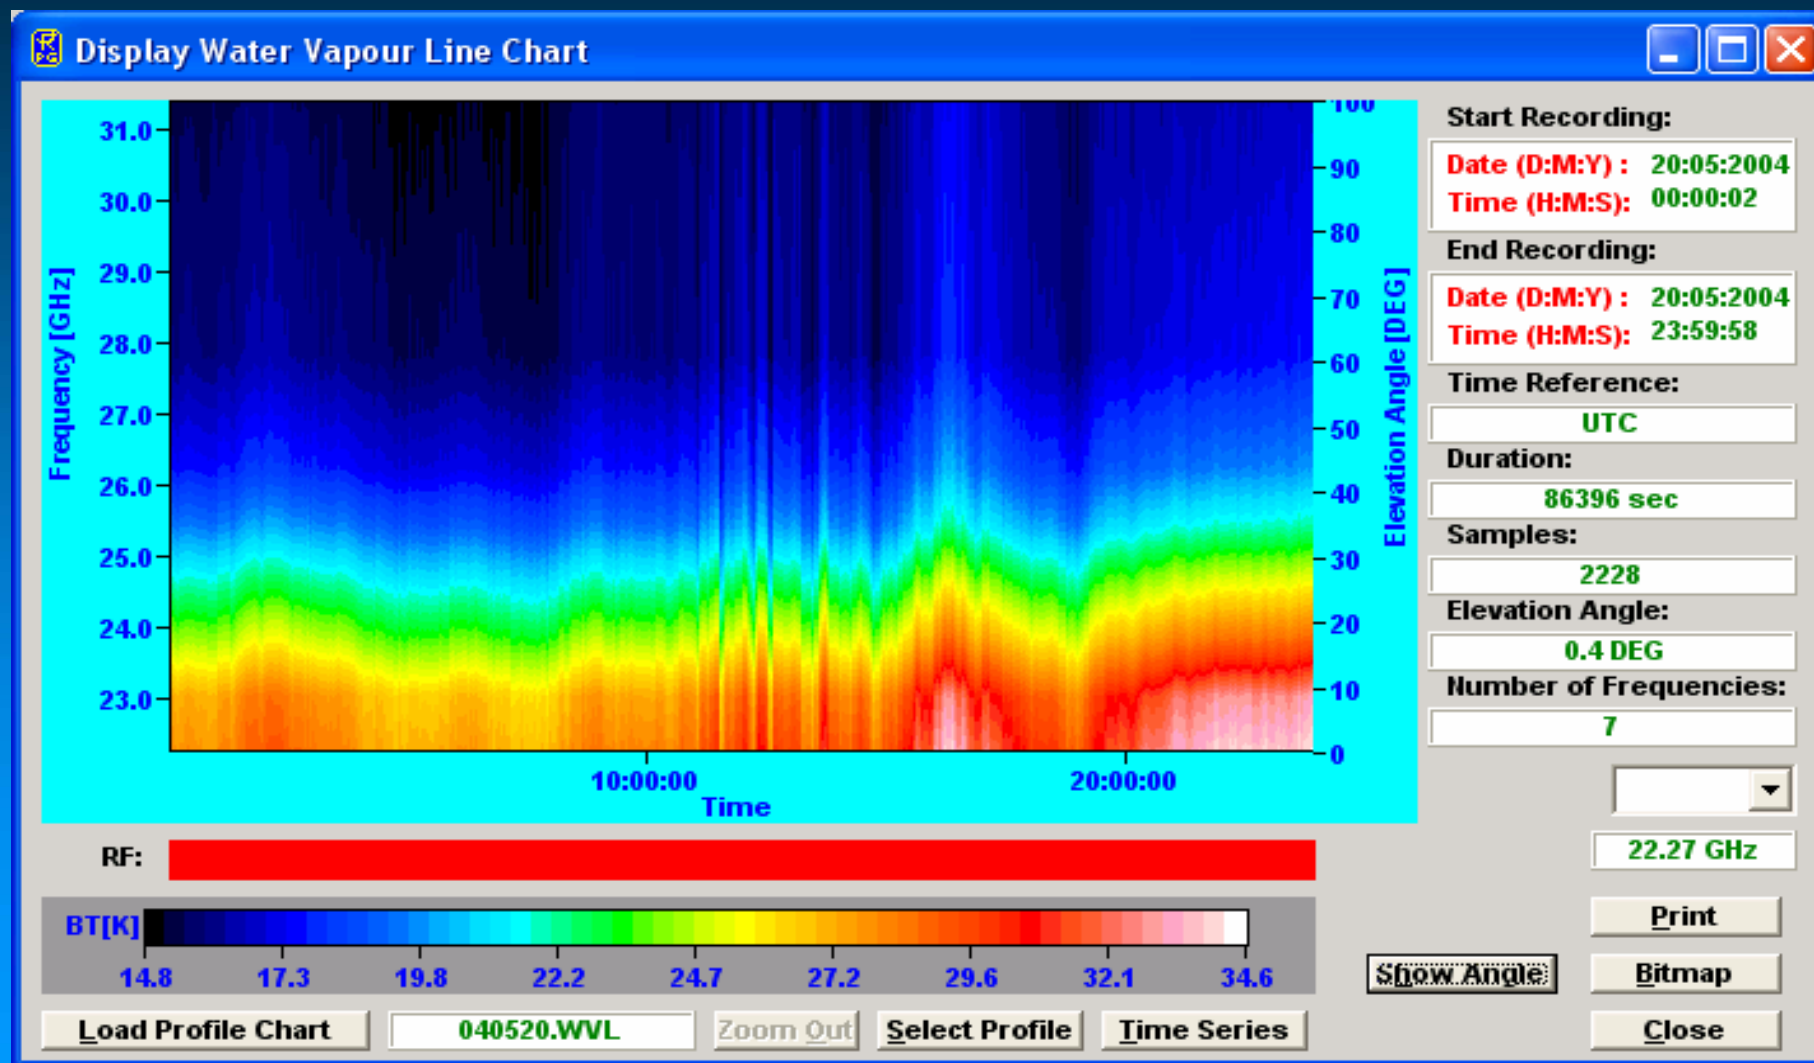 Display Water Vapour Line Chart
31.0
30.0
29.0
28.0
27.0
26.0
25.0
24.0
23.0
Frequency [GHz]
100
90
80
70
60
50
40
30
20
10
0
Elevation Angle [DEG]
10:00:00
20:00:00
Time
Start Recording:
Date (D:M:Y) : 20:05:2004
Time (H:M:S): 00:00:02
End Recording:
Date (D:M:Y) : 20:05:2004
Time (H:M:S): 23:59:58
Time Reference:
UTC
Duration:
86396 sec
Samples:
2228
Elevation Angle:
0.4 DEG
Number of Frequencies:
7
22.27 GHz
RF:
BT[K]
14.8 17.3 19.8 22.2 24.7 27.2 29.6 32.1 34.6
Show Angle
Print
Bitmap
Close
Load Profile Chart
040520.WVL
Zoom Out
Select Profile
Time Series